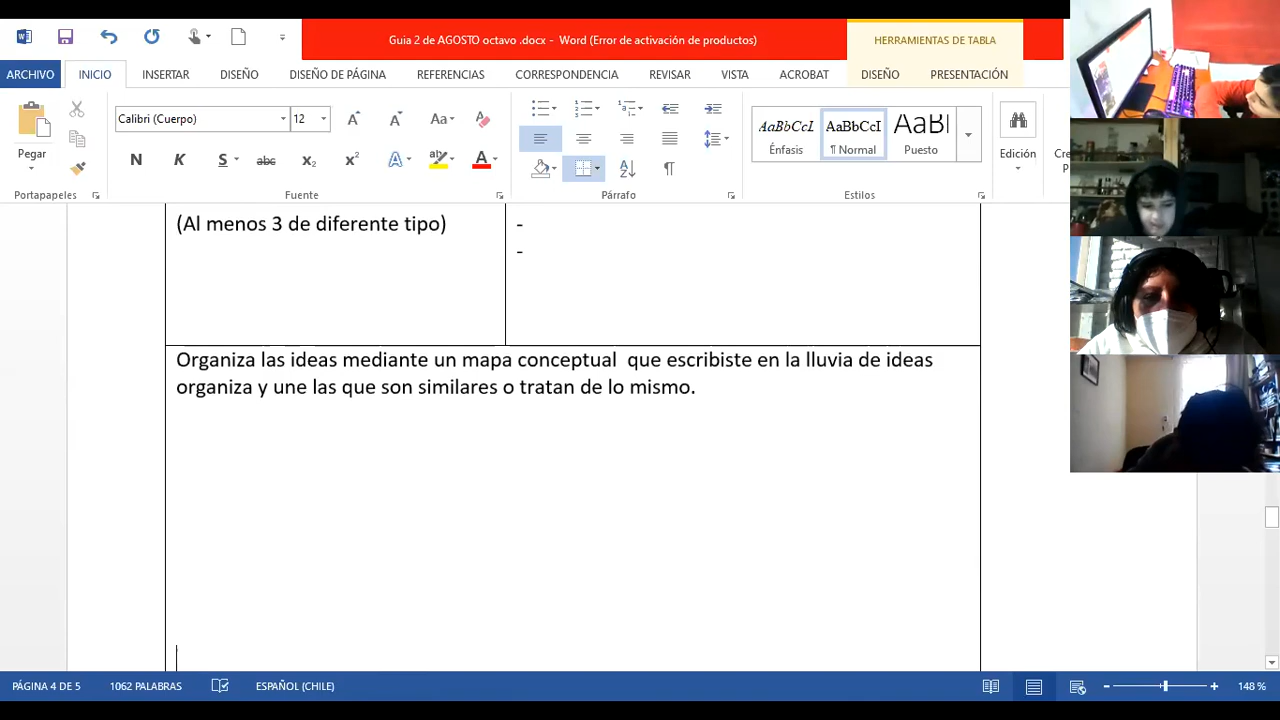 Guia 2 de AGOSTO octavo .docx - Word (Error de activación de productos)
HERRAMIENTAS DE TABLA
ARCHIVO INICIO INSERTAR DISEÑO DISEÑO DE PÁGINA REFERENCIAS CORRESPONDENCIA REVISAR VISTA ACROBAT DISEÑO PRESENTACIÓN
Calibri (Cuerpo) 12
Pegar
N K S abc x₂ x²
AaBbCcI AaBbCcI AaBl
Énfasis ¶ Normal Puesto
Edición
Portapapeles Fuente Párrafo Estilos
(Al menos 3 de diferente tipo)
-
-
Organiza las ideas mediante un mapa conceptual que escribiste en la lluvia de ideas
organiza y une las que son similares o tratan de lo mismo.
PÁGINA 4 DE 5 1062 PALABRAS ESPAÑOL (CHILE) 148 %